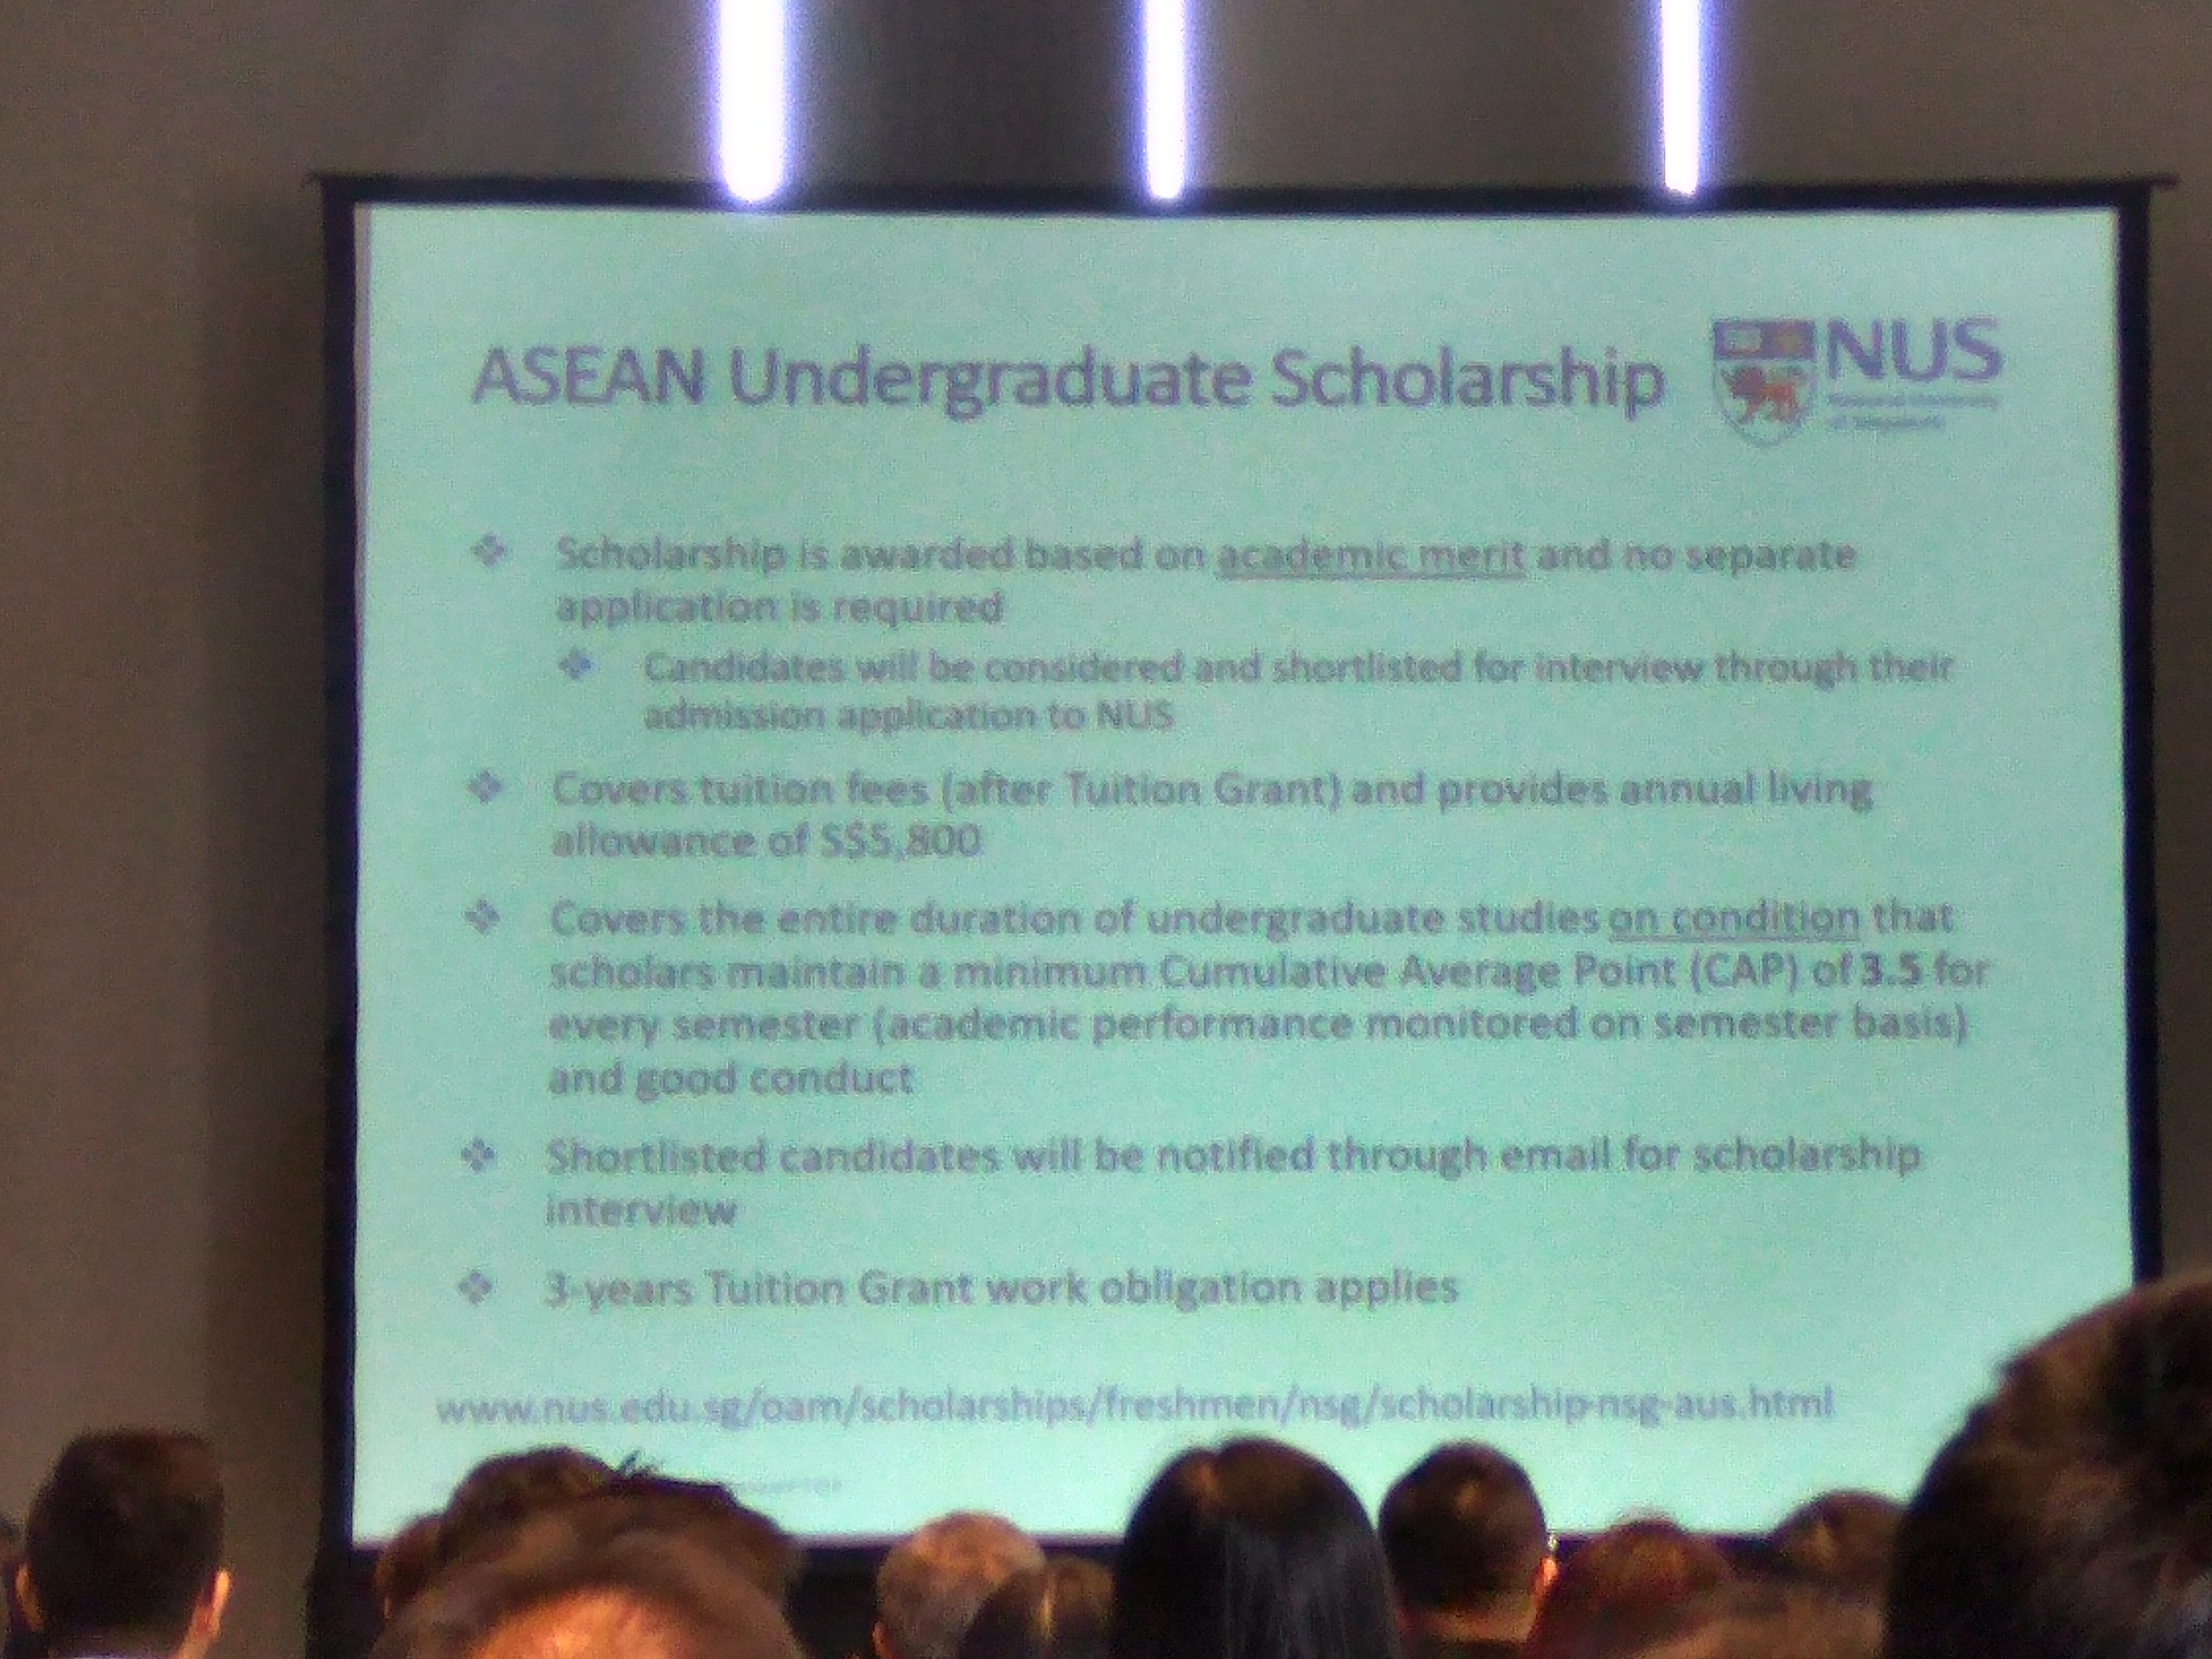 ASEAN Undergraduate Scholarship
NUS
National University
of Singapore
❖ Scholarship is awarded based on academic merit and no separate
application is required
❖ Candidates will be considered and shortlisted for interview through their
admission application to NUS
❖ Covers tuition fees (after Tuition Grant) and provides annual living
allowance of S$5,800
❖ Covers the entire duration of undergraduate studies on condition that
scholars maintain a minimum Cumulative Average Point (CAP) of 3.5 for
every semester (academic performance monitored on semester basis)
and good conduct
❖ Shortlisted candidates will be notified through email for scholarship
interview
❖ 3-years Tuition Grant work obligation applies
www.nus.edu.sg/oam/scholarships/freshmen/nsg/scholarship-nsg-aus.html